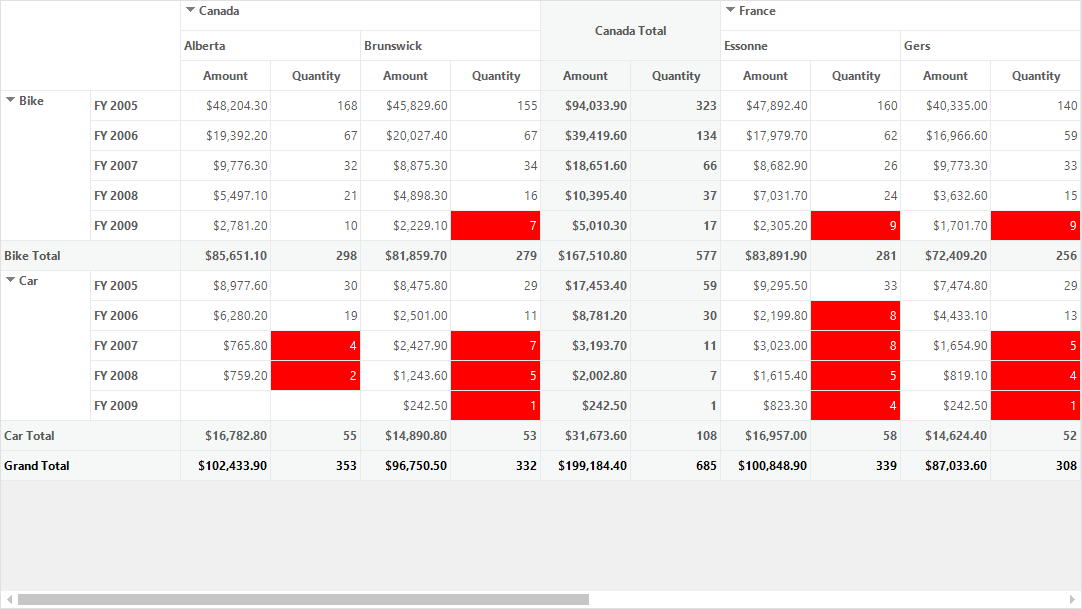 Canada France
Canada Total
Alberta Brunswick Essonne Gers
Amount Quantity Amount Quantity Amount Quantity Amount Quantity Amount Quantity
Bike FY 2005 $48,204.30 168 $45,829.60 155 $94,033.90 323 $47,892.40 160 $40,335.00 140
FY 2006 $19,392.20 67 $20,027.40 67 $39,419.60 134 $17,979.70 62 $16,966.60 59
FY 2007 $9,776.30 32 $8,875.30 34 $18,651.60 66 $8,682.90 26 $9,773.30 33
FY 2008 $5,497.10 21 $4,898.30 16 $10,395.40 37 $7,031.70 24 $3,632.60 15
FY 2009 $2,781.20 10 $2,229.10 7 $5,010.30 17 $2,305.20 9 $1,701.70 9
Bike Total $85,651.10 298 $81,859.70 279 $167,510.80 577 $83,891.90 281 $72,409.20 256
Car FY 2005 $8,977.60 30 $8,475.80 29 $17,453.40 59 $9,295.50 33 $7,474.80 29
FY 2006 $6,280.20 19 $2,501.00 11 $8,781.20 30 $2,199.80 8 $4,433.10 13
FY 2007 $765.80 4 $2,427.90 7 $3,193.70 11 $3,023.00 8 $1,654.90 5
FY 2008 $759.20 2 $1,243.60 5 $2,002.80 7 $1,615.40 5 $819.10 4
FY 2009 $242.50 1 $242.50 1 $823.30 4 $242.50 1
Car Total $16,782.80 55 $14,890.80 53 $31,673.60 108 $16,957.00 58 $14,624.40 52
Grand Total $102,433.90 353 $96,750.50 332 $199,184.40 685 $100,848.90 339 $87,033.60 308